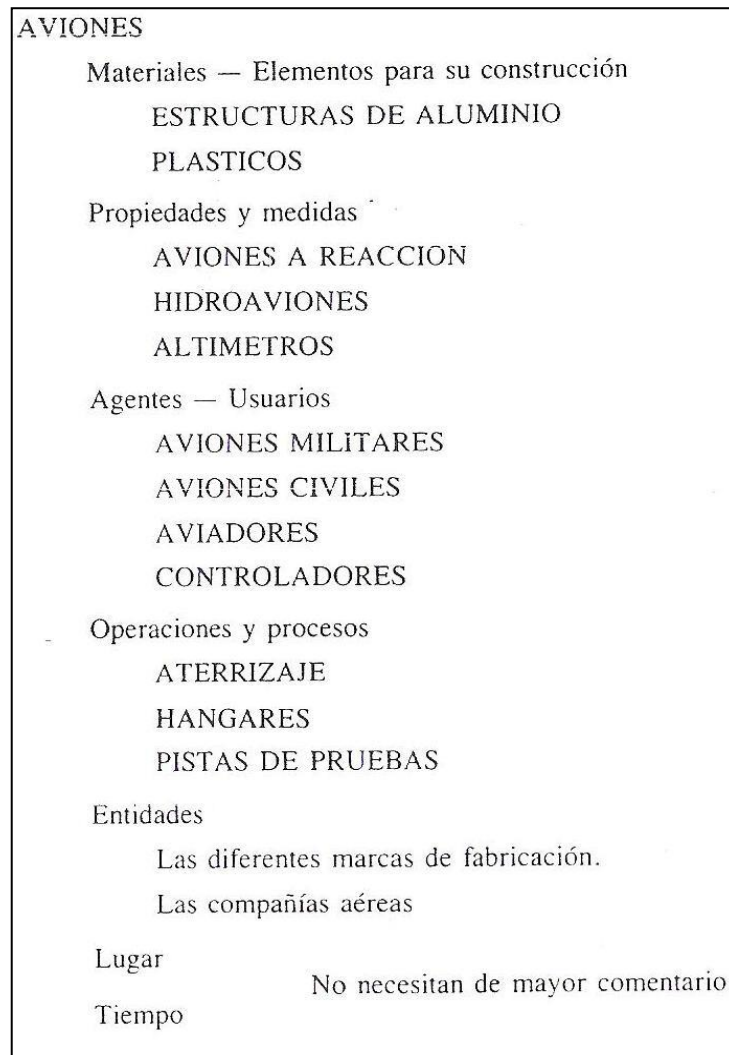 AVIONES
Materiales — Elementos para su construcción
ESTRUCTURAS DE ALUMINIO
PLASTICOS
Propiedades y medidas
AVIONES A REACCION
HIDROAVIONES
ALTIMETROS
Agentes — Usuarios
AVIONES MILITARES
AVIONES CIVILES
AVIADORES
CONTROLADORES
Operaciones y procesos
ATERRIZAJE
HANGARES
PISTAS DE PRUEBAS
Entidades
Las diferentes marcas de fabricación.
Las compañías aéreas
Lugar
No necesitan de mayor comentario
Tiempo